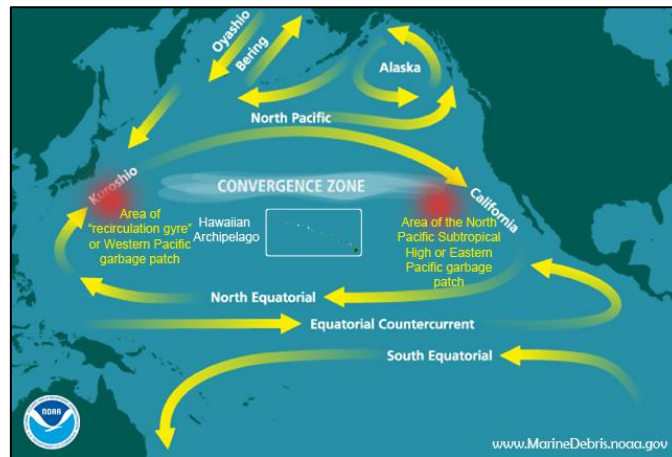 Oyashio
Bering
Alaska
North Pacific
Kuroshio
CONVERGENCE ZONE
California
Area of
"recirculation gyre"
or Western Pacific
garbage patch
Hawaiian
Archipelago
Area of the North
Pacific Subtropical
High or Eastern
Pacific garbage
patch
North Equatorial
Equatorial Countercurrent
South Equatorial
NOAA
www.MarineDebris.noaa.gov